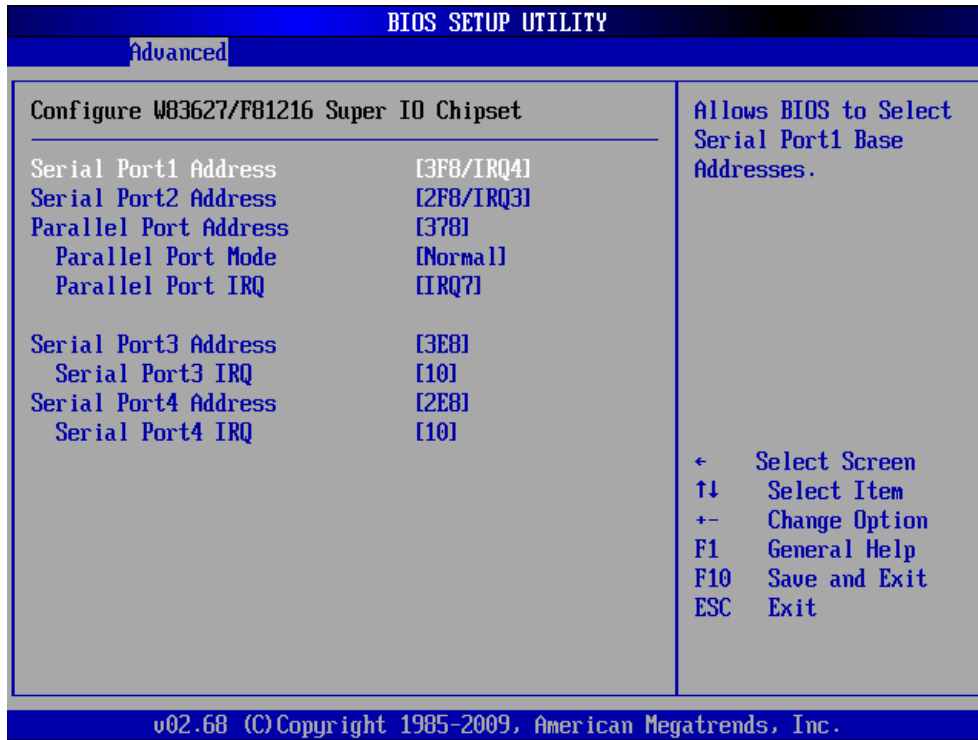 BIOS SETUP UTILITY
Advanced
Configure W83627/F81216 Super IO Chipset
Serial Port1 Address [3F8/IRQ4]
Serial Port2 Address [2F8/IRQ3]
Parallel Port Address [378]
Parallel Port Mode [Normal]
Parallel Port IRQ [IRQ7]
Serial Port3 Address [3E8]
Serial Port3 IRQ [10]
Serial Port4 Address [2E8]
Serial Port4 IRQ [10]
Allows BIOS to Select
Serial Port1 Base
Addresses.
← Select Screen
↑↓ Select Item
+- Change Option
F1 General Help
F10 Save and Exit
ESC Exit
v02.68 (C)Copyright 1985-2009, American Megatrends, Inc.